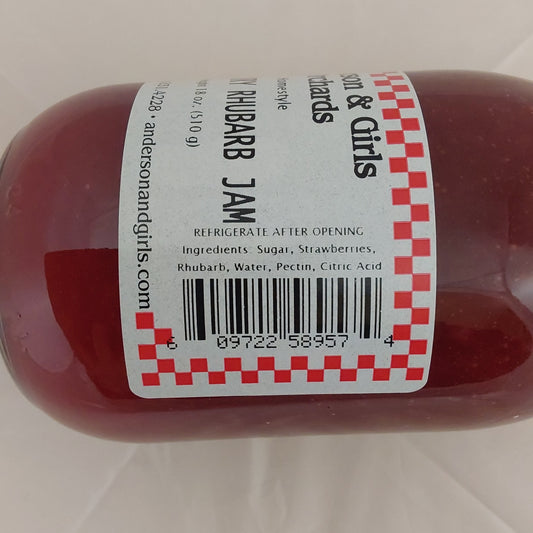 son & Girls
chards
omestyle
RHUBARB JAM
18 oz. (510 g)
4228 • andersonandgirls.com
REFRIGERATE AFTER OPENING
Ingredients: Sugar, Strawberries,
Rhubarb, Water, Pectin, Citric Acid
6 09722 58957 4